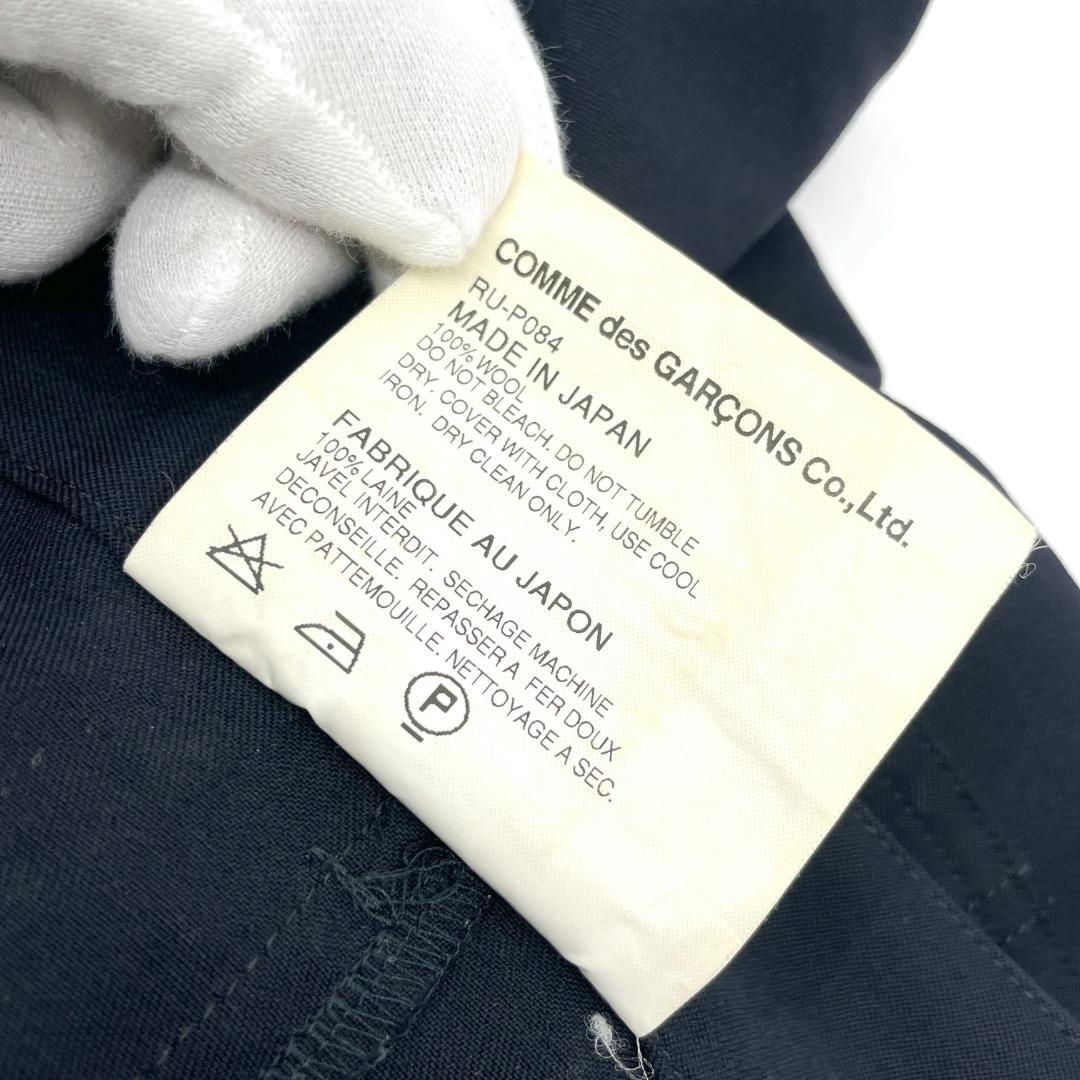 COMME des GARÇONS Co.,Ltd.
RU-P084
MADE IN JAPAN
100% WOOL
DO NOT BLEACH. DO NOT TUMBLE
DRY. COVER WITH CLOTH, USE COOL
IRON. DRY CLEAN ONLY.
FABRIQUE AU JAPON
100% LAINE
JAVEL INTERDIT. SECHAGE MACHINE
DECONSEILLE. REPASSER A FER DOUX
AVEC PATTEMOUILLE. NETTOYAGE A SEC.
P